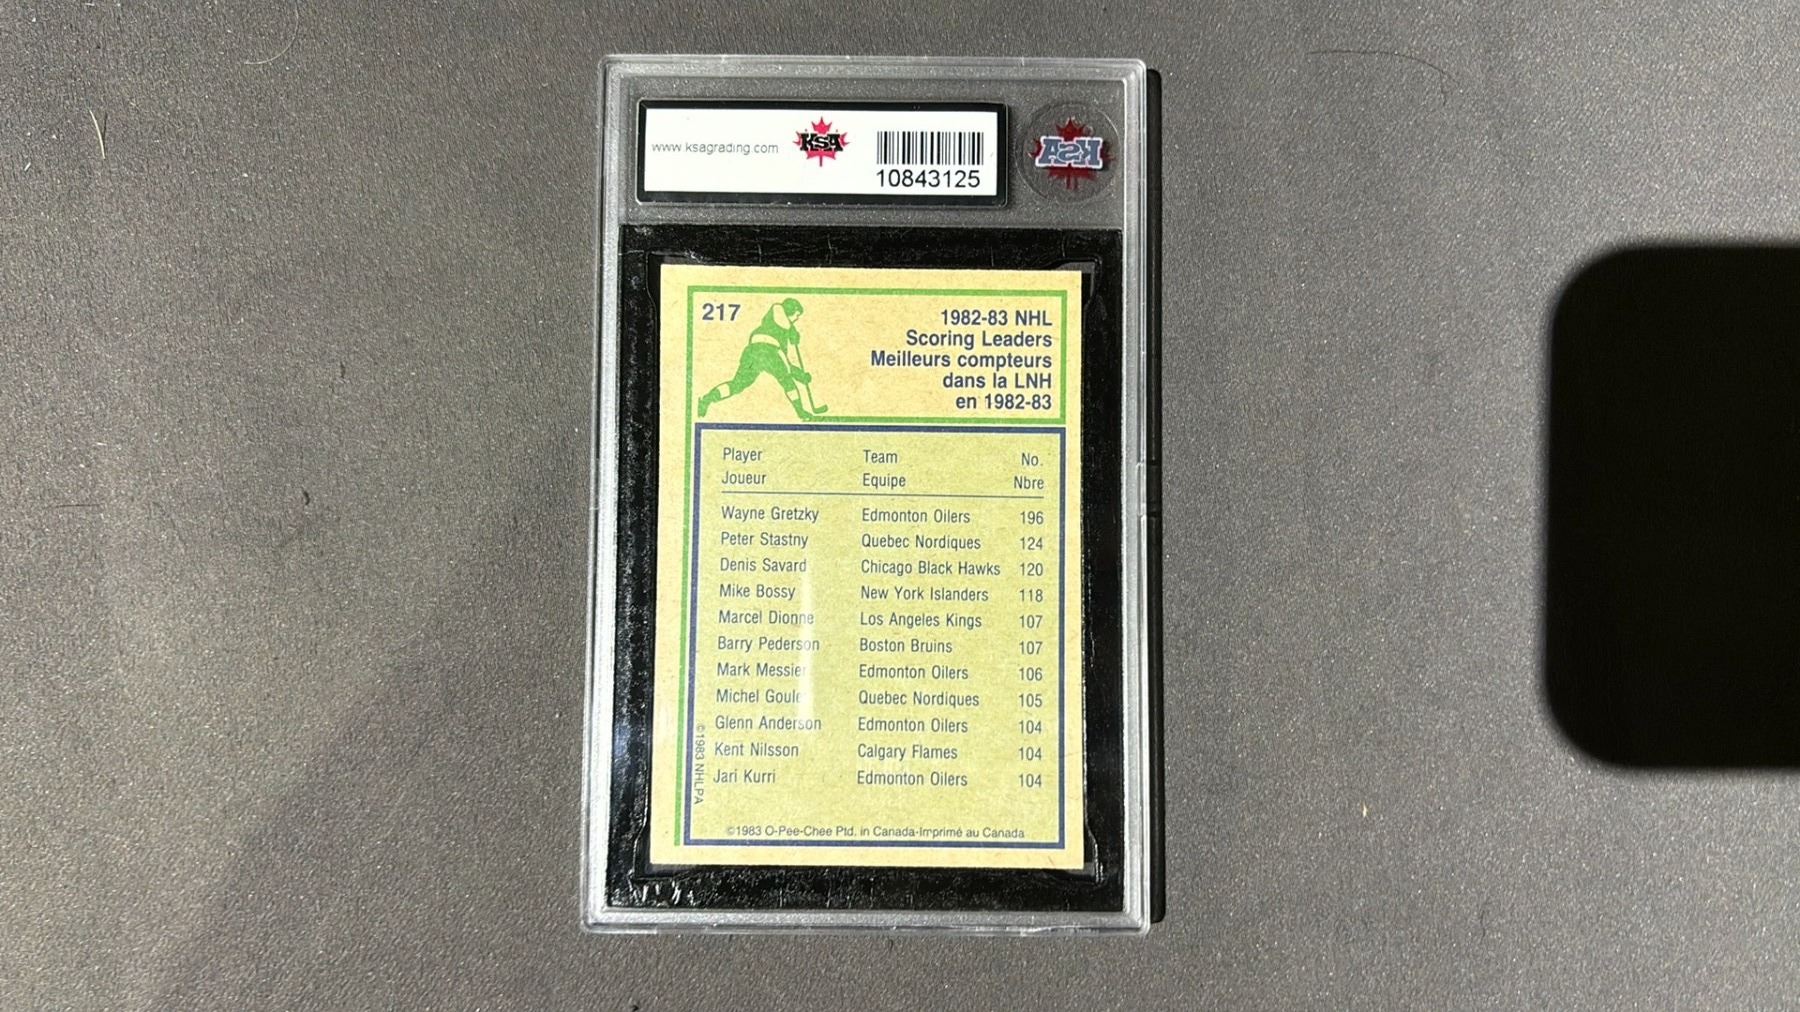 www.ksagrading.com KSA
10843125
KSA
217
1982-83 NHL
Scoring Leaders
Meilleurs compteurs
dans la LNH
en 1982-83
Player Team No.
Joueur Equipe Nbre
Wayne Gretzky Edmonton Oilers 196
Peter Stastny Quebec Nordiques 124
Denis Savard Chicago Black Hawks 120
Mike Bossy New York Islanders 118
Marcel Dionne Los Angeles Kings 107
Barry Pederson Boston Bruins 107
Mark Messier Edmonton Oilers 106
Michel Goulet Quebec Nordiques 105
Glenn Anderson Edmonton Oilers 104
Kent Nilsson Calgary Flames 104
Jari Kurri Edmonton Oilers 104
©1983 NHLPA
©1983 O-Pee-Chee Ptd. in Canada-Imprimé au Canada